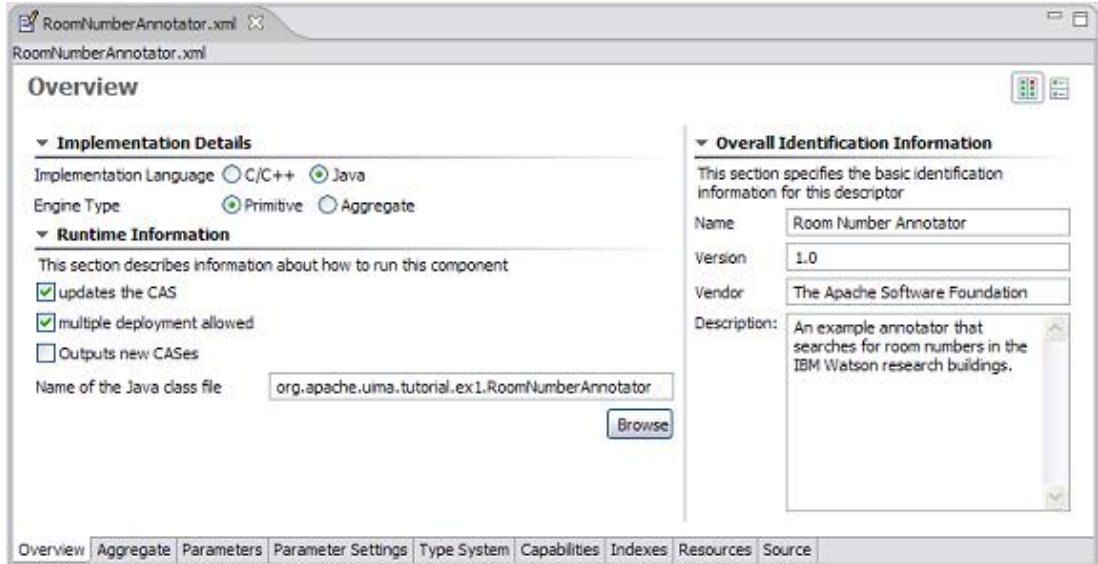 RoomNumberAnnotator.xml
RoomNumberAnnotator.xml
Overview
Implementation Details
Implementation Language C/C++ Java
Engine Type Primitive Aggregate
Runtime Information
This section describes information about how to run this component
updates the CAS
multiple deployment allowed
Outputs new CASes
Name of the Java class file org.apache.uima.tutorial.ex1.RoomNumberAnnotator
Browse
Overall Identification Information
This section specifies the basic identification
information for this descriptor
Name Room Number Annotator
Version 1.0
Vendor The Apache Software Foundation
Description: An example annotator that
searches for room numbers in the
IBM Watson research buildings.
Overview Aggregate Parameters Parameter Settings Type System Capabilities Indexes Resources Source